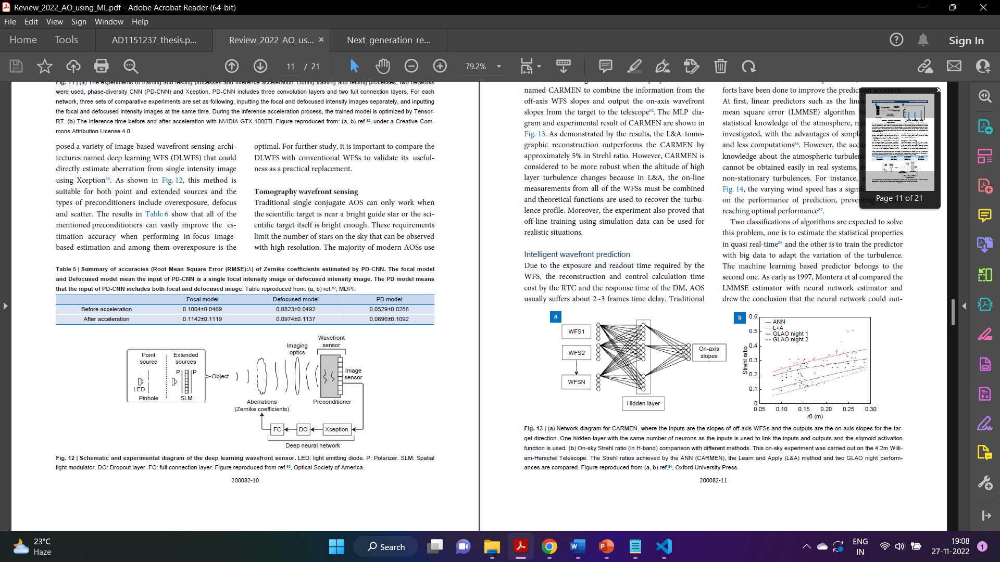 Review_2022_AO_using_ML.pdf - Adobe Acrobat Reader (64-bit)
File Edit View Sign Window Help
Home Tools AD1151237_thesis.p... Review_2022_AO_us... × Next_generation_re... Sign In
11 / 21 79.2%
Fig. 11 | (a) The experiments of training and testing processes and inference acceleration. During training and testing processes, two networks
were used, phase-diversity CNN (PD-CNN) and Xception. PD-CNN includes three convolution layers and two full connection layers. For each
network, three sets of comparative experiments are set as following, inputting the focal and defocused intensity images separately, and inputting
the focal and defocused intensity images at the same time. During the inference acceleration process, the trained model is optimized by Tensor-
RT. (b) The inference time before and after acceleration with NVIDIA GTX 1080Ti. Figure reproduced from: (a, b) ref.82, under a Creative Com-
mons Attribution License 4.0.
posed a variety of image-based wavefront sensing archi-
tectures named deep learning WFS (DLWFS) that could
directly estimate aberration from single intensity image
using Xception83. As shown in Fig. 12, this method is
suitable for both point and extended sources and the
types of preconditioners include overexposure, defocus
and scatter. The results in Table 6 show that all of the
mentioned preconditioners can vastly improve the es-
timation accuracy when performing in-focus image-
based estimation and among them overexposure is the
optimal. For further study, it is important to compare the
DLWFS with conventional WFSs to validate its useful-
ness as a practical replacement.
Tomography wavefront sensing
Traditional single conjugate AOS can only work when
the scientific target is near a bright guide star or the sci-
entific target itself is bright enough. These requirements
limit the number of stars on the sky that can be observed
with high resolution. The majority of modern AOSs use
Table 5 | Summary of accuracies (Root Mean Square Error (RMSE):λ) of Zernike coefficients estimated by PD-CNN. The focal model
and Defocused model mean the input of PD-CNN is a single focal intensity image or defocused intensity image. The PD model means
that the input of PD-CNN includes both focal and defocused image. Table reproduced from: (a, b) ref.82, MDPI.
Focal model Defocused model PD model
Before acceleration 0.1004±0.0469 0.0823±0.0492 0.0529±0.0286
After acceleration 0.1142±0.1119 0.0974±0.1137 0.0696±0.1092
Point source
Extended sources
P P
LED
Pinhole SLM
Object
Imaging optics
Wavefront sensor
Image sensor
Aberrations
(Zernike coefficients)
Preconditioner
FC DO Xception
Deep neural network
Fig. 12 | Schematic and experimental diagram of the deep learning wavefront sensor. LED: light emitting diode. P: Polarizer. SLM: Spatial
light modulator. DO: Dropout layer. FC: full connection layer. Figure reproduced from ref.83, Optical Society of America.
200082-10
named CARMEN to combine the information from the
off-axis WFS slopes and output the on-axis wavefront
slopes from the target to the telescope84. The MLP dia-
gram and experimental result of CARMEN are shown in
Fig. 13. As demonstrated by the results, the L&A tomo-
graphic reconstruction outperforms the CARMEN by
approximately 5% in Strehl ratio. However, CARMEN is
considered to be more robust when the altitude of high
layer turbulence changes because in L&A, the on-line
measurements from all of the WFSs must be combined
and theoretical functions are used to recover the turbu-
lence profile. Moreover, the experiment also proved that
off-line training using simulation data can be used for
realistic situations.
Intelligent wavefront prediction
Due to the exposure and readout time required by the
WFS, the reconstruction and control calculation time
cost by the RTC and the response time of the DM, AOS
usually suffers about 2~3 frames time delay. Traditional
forts have been done to improve the prediction accuracy.
At first, linear predictors such as the linea
mean square error (LMMSE) algorithm ba
statistical knowledge of the atmosphere, no
investigated, with the advantages of simple
and less computations86. However, the accu
knowledge about the atmospheric turbulenc
cannot be obtained easily in real systems, e
non-stationary turbulences. For instance,
Fig. 14, the varying wind speed has a signifi
on the performance of prediction, preventing
reaching optimal performance87.
Two classifications of algorithms are expected to solve
this problem, one is to estimate the statistical properties
in quasi real-time88 and the other is to train the predictor
with big data to adapt the variation of the turbulence.
The machine learning based predictor belongs to the
second one. As early as 1997, Montera et al compared the
LMMSE estimator with neural network estimator and
drew the conclusion that the neural network could out-
Page 11 of 21
a
WFS1
WFS2
WFSN
Hidden layer
On-axis slopes
b
ANN
L+A
GLAO night 1
GLAO night 2
Strehl ratio
0.6
0.5
0.4
0.3
0.2
0.1
0
0.05 0.10 0.15 0.20 0.25 0.30
r0 (m)
Fig. 13 | (a) Network diagram for CARMEN. where the inputs are the slopes of off-axis WFSs and the outputs are the on-axis slopes for the tar-
get direction. One hidden layer with the same number of neurons as the inputs is used to link the inputs and outputs and the sigmoid activation
function is used. (b) On-sky Strehl ratio (in H-band) comparison with different methods. This on-sky experiment was carried out on the 4.2m Willi-
am-Herschel Telescope. The Strehl ratios achieved by the ANN (CARMEN), the Learn and Apply (L&A) method and two GLAO night perform-
ances are compared. Figure reproduced from (a, b) ref.84, Oxford University Press.
200082-11
23°C
Haze
Search
ENG
IN
19:08
27-11-2022
1